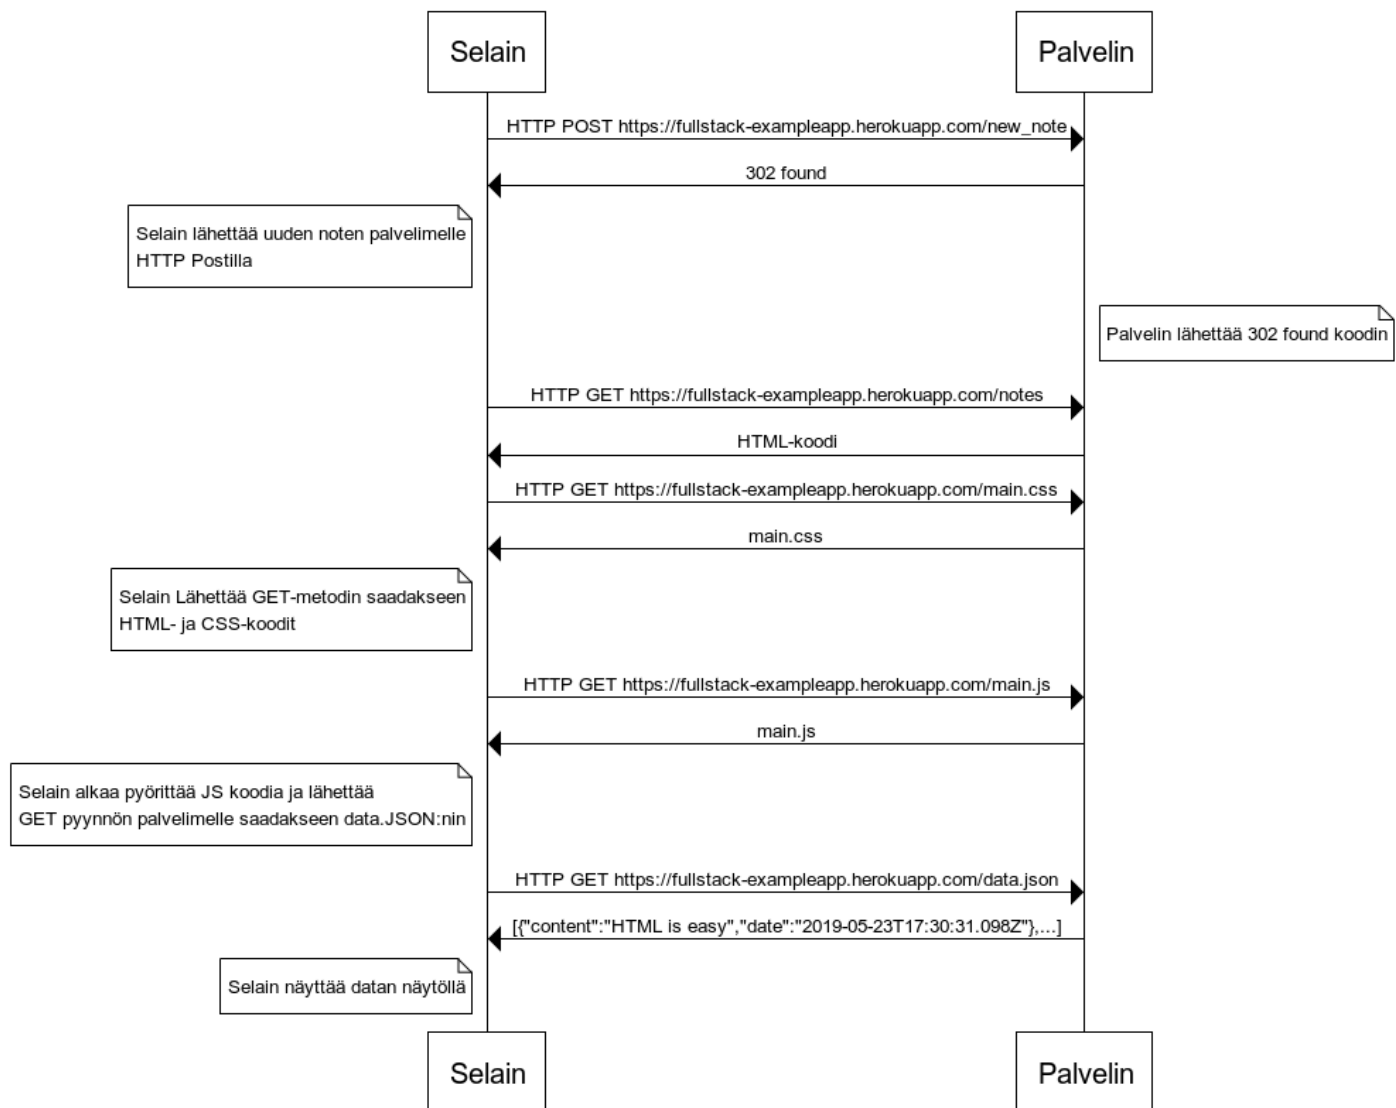 Selain
Palvelin
HTTP POST https://fullstack-exampleapp.herokuapp.com/new_note
302 found
Selain lähettää uuden noten palvelimelle
HTTP Postilla
Palvelin lähettää 302 found koodin
HTTP GET https://fullstack-exampleapp.herokuapp.com/notes
HTML-koodi
HTTP GET https://fullstack-exampleapp.herokuapp.com/main.css
main.css
Selain Lähettää GET-metodin saadakseen
HTML- ja CSS-koodit
HTTP GET https://fullstack-exampleapp.herokuapp.com/main.js
main.js
Selain alkaa pyörittää JS koodia ja lähettää
GET pyynnön palvelimelle saadakseen data.JSON:nin
HTTP GET https://fullstack-exampleapp.herokuapp.com/data.json
[{"content":"HTML is easy","date":"2019-05-23T17:30:31.098Z"},...]
Selain näyttää datan näytöllä
Selain
Palvelin